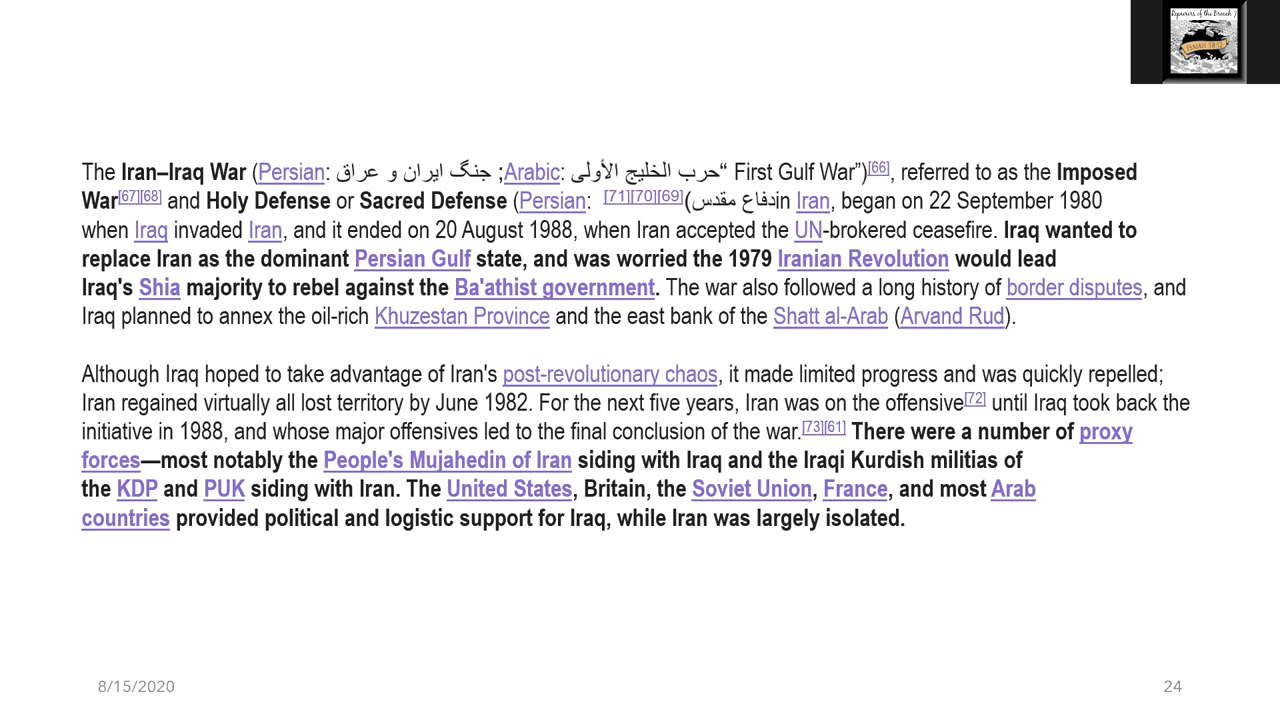 Repairers of the Breach 7
ISAIAH 58:12
The Iran–Iraq War (Persian: جنگ ایران و عراق; Arabic: حرب الخليج الأولى“ First Gulf War”)[66], referred to as the Imposed
War[67][68] and Holy Defense or Sacred Defense (Persian: دفاع مقدس)[69][70][71] in Iran, began on 22 September 1980
when Iraq invaded Iran, and it ended on 20 August 1988, when Iran accepted the UN-brokered ceasefire. Iraq wanted to
replace Iran as the dominant Persian Gulf state, and was worried the 1979 Iranian Revolution would lead
Iraq's Shia majority to rebel against the Ba'athist government. The war also followed a long history of border disputes, and
Iraq planned to annex the oil-rich Khuzestan Province and the east bank of the Shatt al-Arab (Arvand Rud).
Although Iraq hoped to take advantage of Iran's post-revolutionary chaos, it made limited progress and was quickly repelled;
Iran regained virtually all lost territory by June 1982. For the next five years, Iran was on the offensive[72] until Iraq took back the
initiative in 1988, and whose major offensives led to the final conclusion of the war.[73][61] There were a number of proxy
forces—most notably the People's Mujahedin of Iran siding with Iraq and the Iraqi Kurdish militias of
the KDP and PUK siding with Iran. The United States, Britain, the Soviet Union, France, and most Arab
countries provided political and logistic support for Iraq, while Iran was largely isolated.
8/15/2020
24